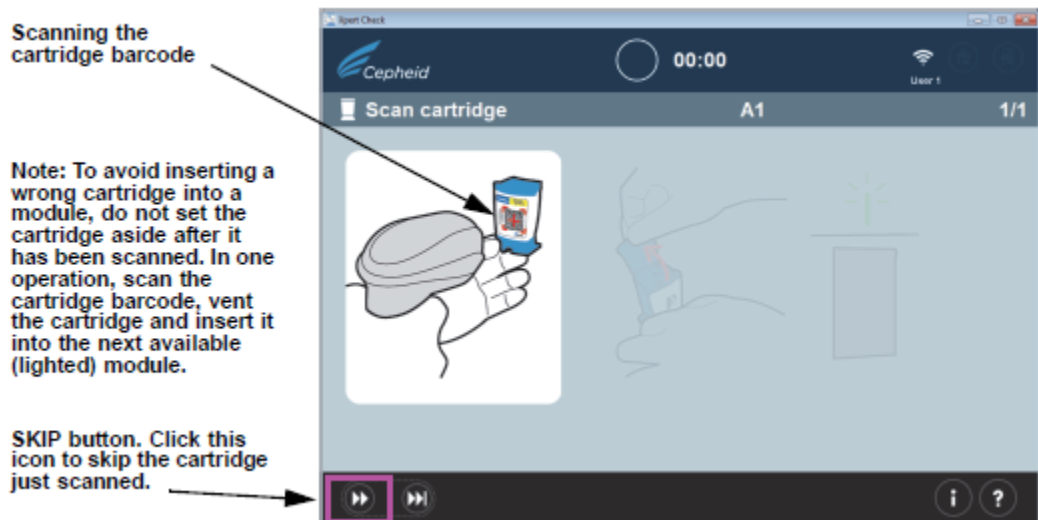 Scanning the
cartridge barcode
Note: To avoid inserting a
wrong cartridge into a
module, do not set the
cartridge aside after it
has been scanned. In one
operation, scan the
cartridge barcode, vent
the cartridge and insert it
into the next available
(lighted) module.
SKIP button. Click this
icon to skip the cartridge
just scanned.
Xpert Check
Cepheid
00:00
User 1
Scan cartridge
A1
1/1
i
?